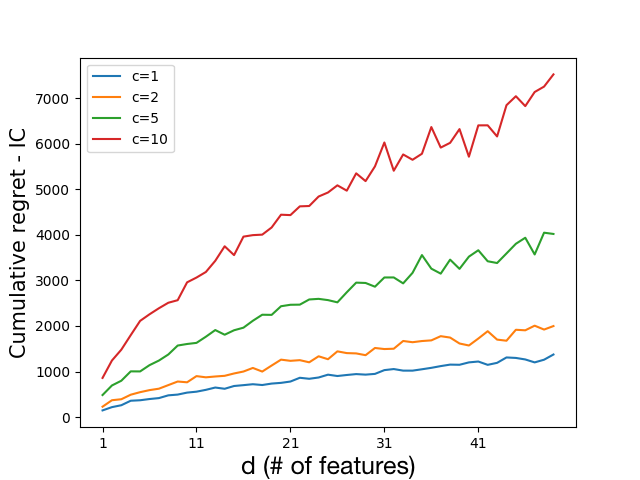 c=1
c=2
c=5
c=10
Cumulative regret - IC
7000
6000
5000
4000
3000
2000
1000
0
1 11 21 31 41
d (# of features)